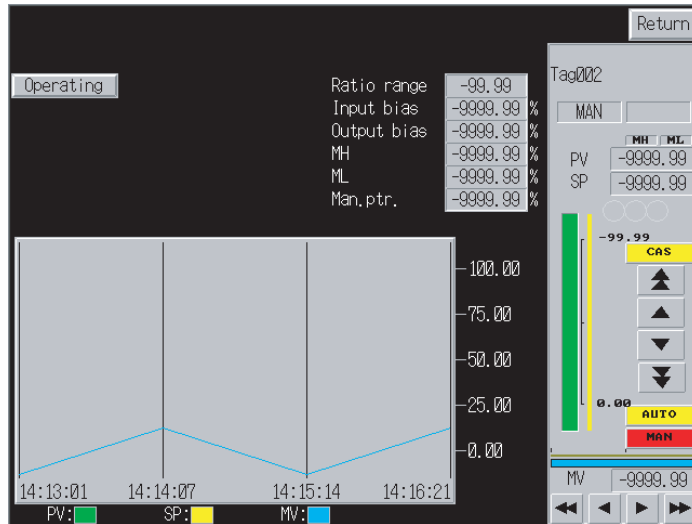 Return
Operating
Ratio range -99.99
Input bias -9999.99 %
Output bias -9999.99 %
MH -9999.99 %
ML -9999.99 %
Man.ptr. -9999.99 %
Tag002
MAN
MH ML
PV -9999.99
SP -9999.99
-99.99
CAS
0.00
AUTO
MAN
MV -9999.99
100.00
75.00
50.00
25.00
0.00
14:13:01 14:14:07 14:15:14 14:16:21
PV: SP: MV: